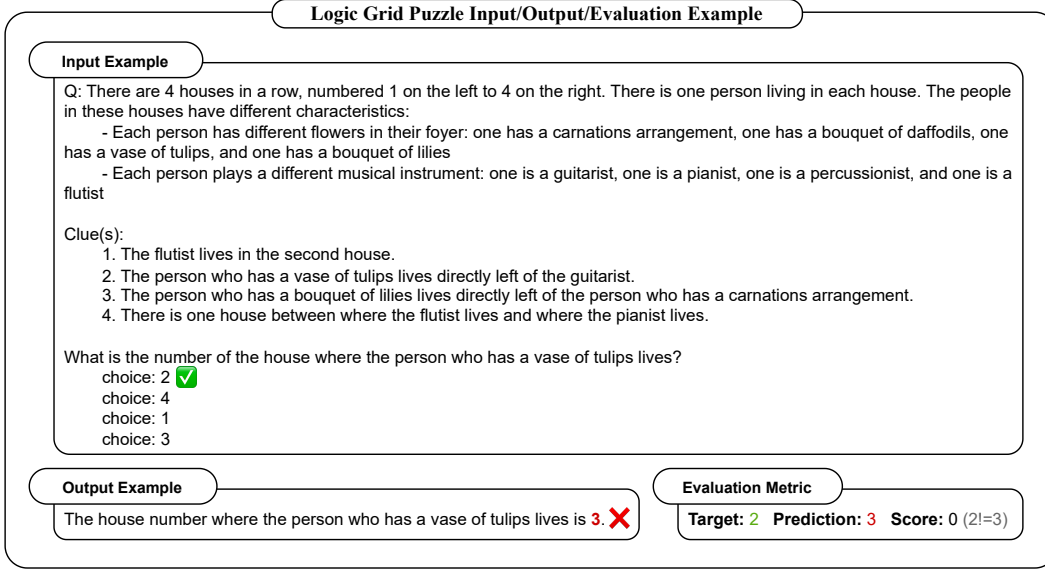 Logic Grid Puzzle Input/Output/Evaluation Example
Input Example
Q: There are 4 houses in a row, numbered 1 on the left to 4 on the right. There is one person living in each house. The people
in these houses have different characteristics:
- Each person has different flowers in their foyer: one has a carnations arrangement, one has a bouquet of daffodils, one
has a vase of tulips, and one has a bouquet of lilies
- Each person plays a different musical instrument: one is a guitarist, one is a pianist, one is a percussionist, and one is a
flutist
Clue(s):
1. The flutist lives in the second house.
2. The person who has a vase of tulips lives directly left of the guitarist.
3. The person who has a bouquet of lilies lives directly left of the person who has a carnations arrangement.
4. There is one house between where the flutist lives and where the pianist lives.
What is the number of the house where the person who has a vase of tulips lives?
choice: 2 ✅
choice: 4
choice: 1
choice: 3
Output Example
The house number where the person who has a vase of tulips lives is 3. ❌
Evaluation Metric
Target: 2 Prediction: 3 Score: 0 (2!=3)